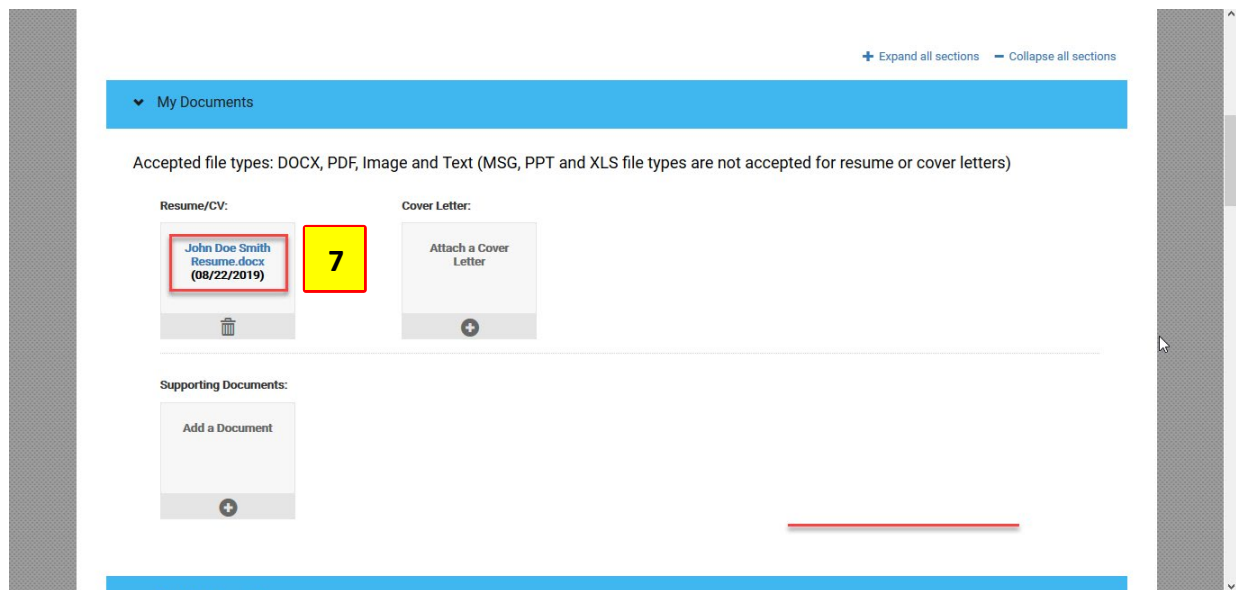 Expand all sections Collapse all sections
My Documents
Accepted file types: DOCX, PDF, Image and Text (MSG, PPT and XLS file types are not accepted for resume or cover letters)
Resume/CV:
John Doe Smith
Resume.docx
(08/22/2019)
7
Cover Letter:
Attach a Cover
Letter
Supporting Documents:
Add a Document